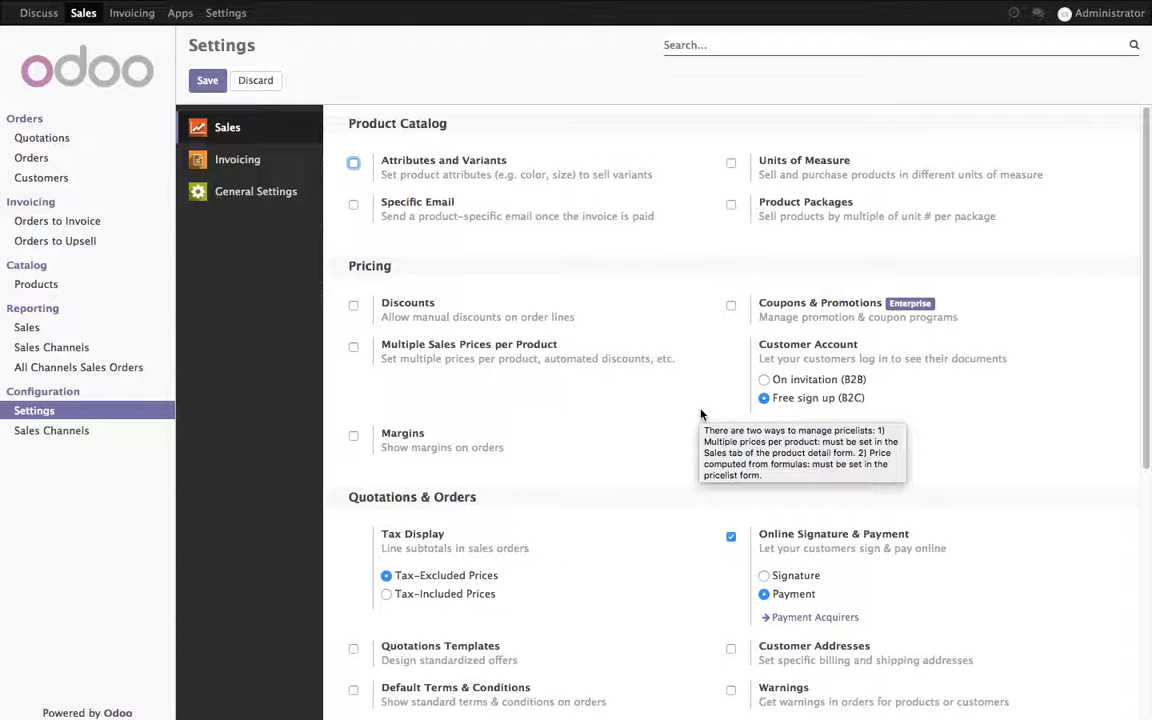 Discuss Sales Invoicing Apps Settings Administrator
odoo
Settings
Search...
Save Discard
Orders
Quotations
Orders
Customers
Invoicing
Orders to Invoice
Orders to Upsell
Catalog
Products
Reporting
Sales
Sales Channels
All Channels Sales Orders
Configuration
Settings
Sales Channels
Powered by Odoo
Sales
Invoicing
General Settings
Product Catalog
Attributes and Variants
Set product attributes (e.g. color, size) to sell variants
Units of Measure
Sell and purchase products in different units of measure
Specific Email
Send a product-specific email once the invoice is paid
Product Packages
Sell products by multiple of unit # per package
Pricing
Discounts
Allow manual discounts on order lines
Coupons & Promotions Enterprise
Manage promotion & coupon programs
Multiple Sales Prices per Product
Set multiple prices per product, automated discounts, etc.
Customer Account
Let your customers log in to see their documents
On invitation (B2B)
Free sign up (B2C)
Margins
Show margins on orders
There are two ways to manage pricelists: 1)
Multiple prices per product: must be set in the
Sales tab of the product detail form. 2) Price
computed from formulas: must be set in the
pricelist form.
Quotations & Orders
Tax Display
Line subtotals in sales orders
Tax-Excluded Prices
Tax-Included Prices
Online Signature & Payment
Let your customers sign & pay online
Signature
Payment
Payment Acquirers
Quotations Templates
Design standardized offers
Customer Addresses
Set specific billing and shipping addresses
Default Terms & Conditions
Show standard terms & conditions on orders
Warnings
Get warnings in orders for products or customers